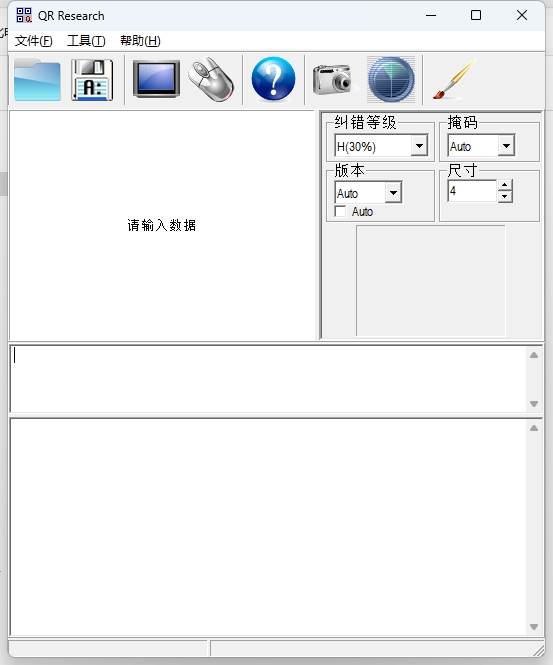 QR Research
文件(F) 工具(T) 帮助(H)
A:
纠错等级 掩码
H(30%) Auto
版本 尺寸
Auto 4
Auto
请输入数据